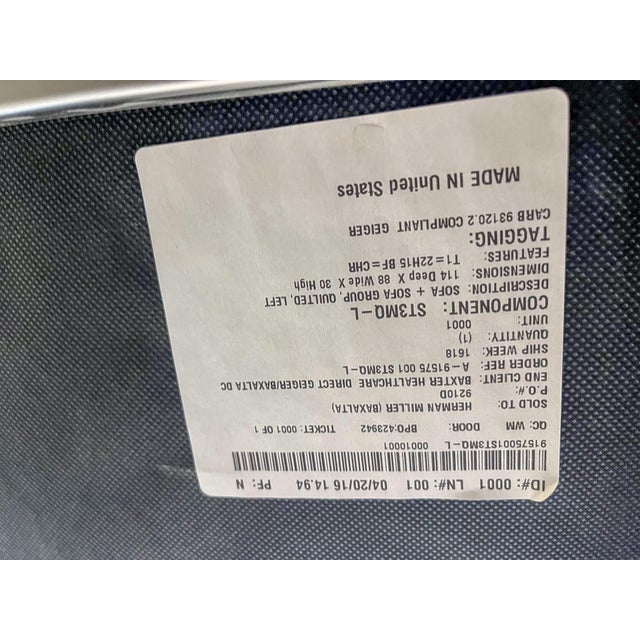 ID#: 0001 LN#: 001 04/20/16 14.94 PF: N
91575001ST3MQ-L 00010001
QC: WM DOOR: BPO:423942 TICKET: 0001 OF 1
SOLD TO: HERMAN MILLER (BAXALTA)
P.O.#: 9210D
END CLIENT: BAXTER HEALTHCARE DIRECT GEIGER/BAXALTA DC
ORDER REF: A-91575 001 ST3MQ-L
SHIP WEEK: 1618
QUANTITY: (1)
UNIT: 0001
COMPONENT: ST3MQ-L
DESCRIPTION: SOFA + SOFA GROUP, QUILTED, LEFT
DIMENSIONS: 114 Deep X 88 Wide X 30 High
FEATURES: T1=22H15 BF=CHR
TAGGING:
CARB 93120.2 COMPLIANT GEIGER
MADE IN United States